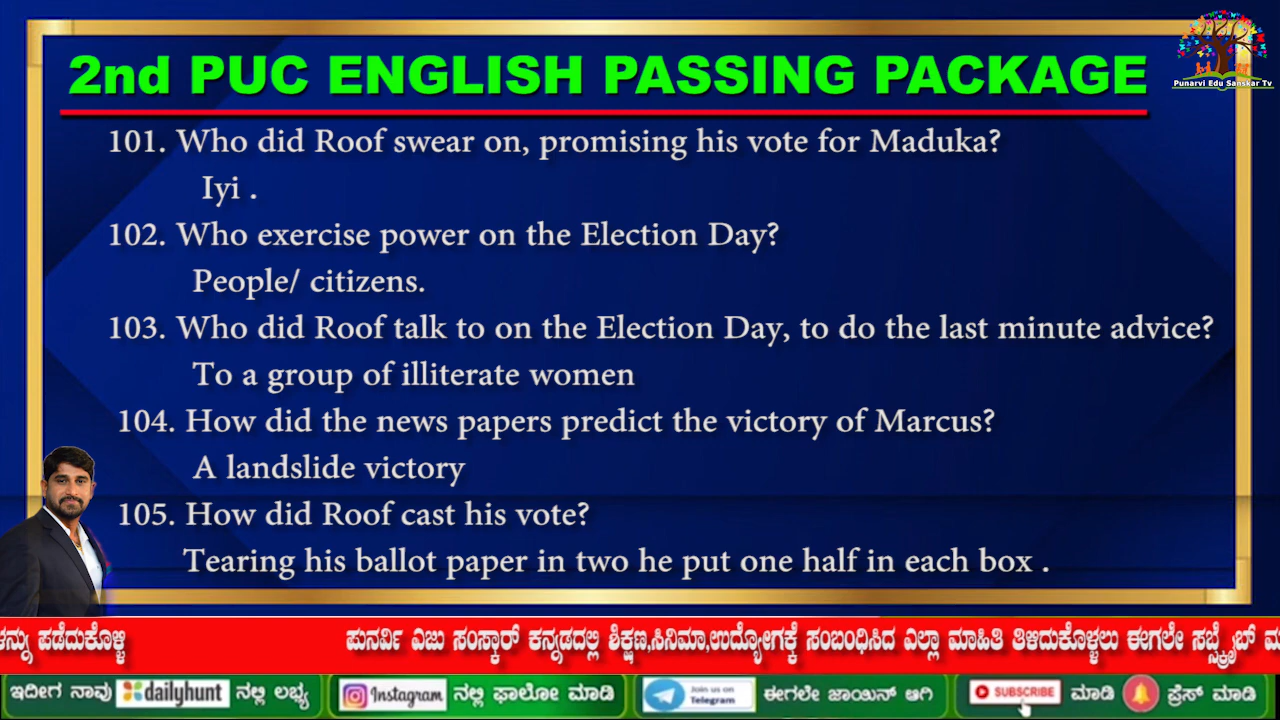 Punarvi Edu Sanskar Tv
2nd PUC ENGLISH PASSING PACKAGE
101. Who did Roof swear on, promising his vote for Maduka?
Iyi .
102. Who exercise power on the Election Day?
People/ citizens.
103. Who did Roof talk to on the Election Day, to do the last minute advice?
To a group of illiterate women
104. How did the news papers predict the victory of Marcus?
A landslide victory
105. How did Roof cast his vote?
Tearing his ballot paper in two he put one half in each box .
ಪಡೆದುಕೊಳ್ಳಿ ಪುನರ್ವಿ ಎಜು ಸಂಸ್ಕಾರ್ ಕನ್ನಡದಲ್ಲಿ ಶಿಕ್ಷಣ,ಸಿನಿಮಾ,ಉದ್ಯೋಗಕ್ಕೆ ಸಂಬಂಧಿಸಿದ ಎಲ್ಲಾ ಮಾಹಿತಿ ತಿಳಿದುಕೊಳ್ಳಲು ಈಗಲೇ ಸಬ್ಸ್ಕ್ರೈಬ್
ಇದೀಗ ನಾವು dailyhunt ನಲ್ಲಿ ಲಭ್ಯ Instagram ನಲ್ಲಿ ಫಾಲೋ ಮಾಡಿ Join us on Telegram ಈಗಲೇ ಜಾಯಿನ್ ಆಗಿ SUBSCRIBE ಮಾಡಿ ಪ್ರೆಸ್ ಮಾಡಿ